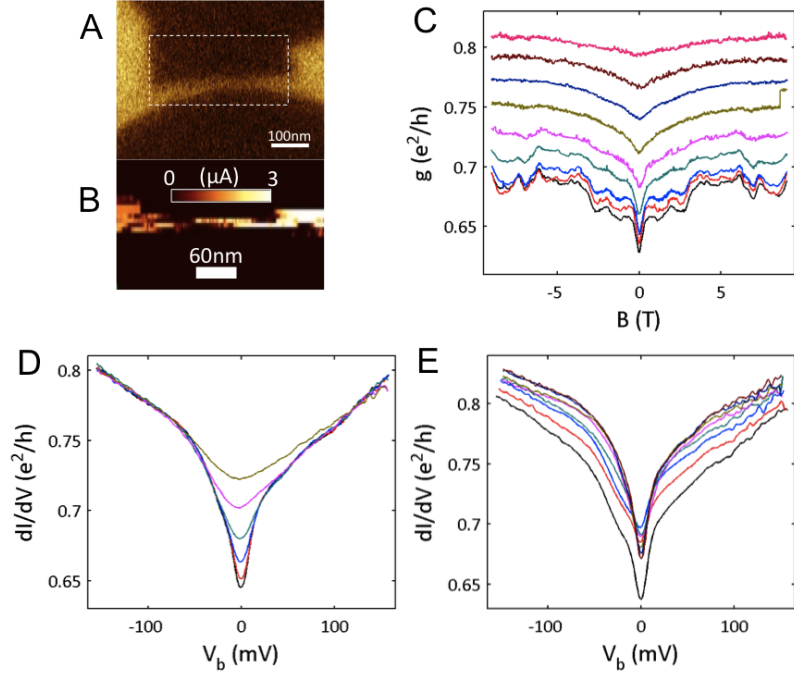 A
100nm
B
0 (μA) 3
60nm
C
g (e²/h)
0.8
0.75
0.7
0.65
-5 0 5
B (T)
D
dI/dV (e²/h)
0.8
0.75
0.7
0.65
-100 0 100
V_b (mV)
E
dI/dV (e²/h)
0.8
0.75
0.7
0.65
-100 0 100
V_b (mV)